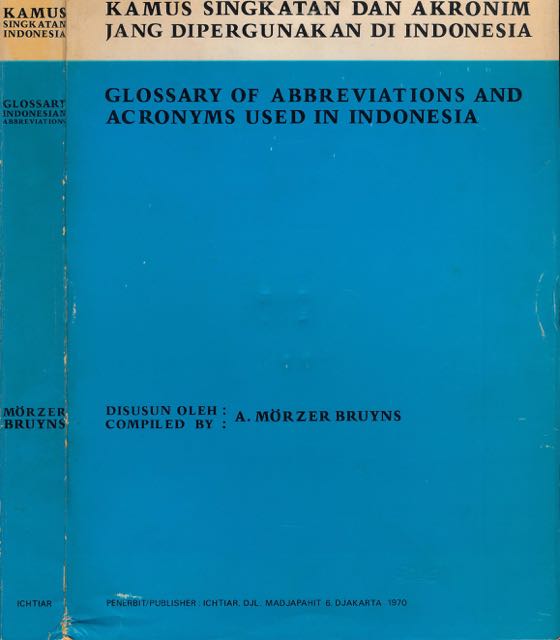 KAMUS
SINGKATAN
INDONESIA
GLOSSARY
INDONESIAN
ABBREVIATIONS
MÖRZER
BRUYNS
ICHTIAR
KAMUS SINGKATAN DAN AKRONIM
JANG DIPERGUNAKAN DI INDONESIA
GLOSSARY OF ABBREVIATIONS AND
ACRONYMS USED IN INDONESIA
DISUSUN OLEH :
COMPILED BY :
A. MÖRZER BRUYNS
PENERBIT/PUBLISHER : ICHTIAR, DJL. MADJAPAHIT 6, DJAKARTA 1970